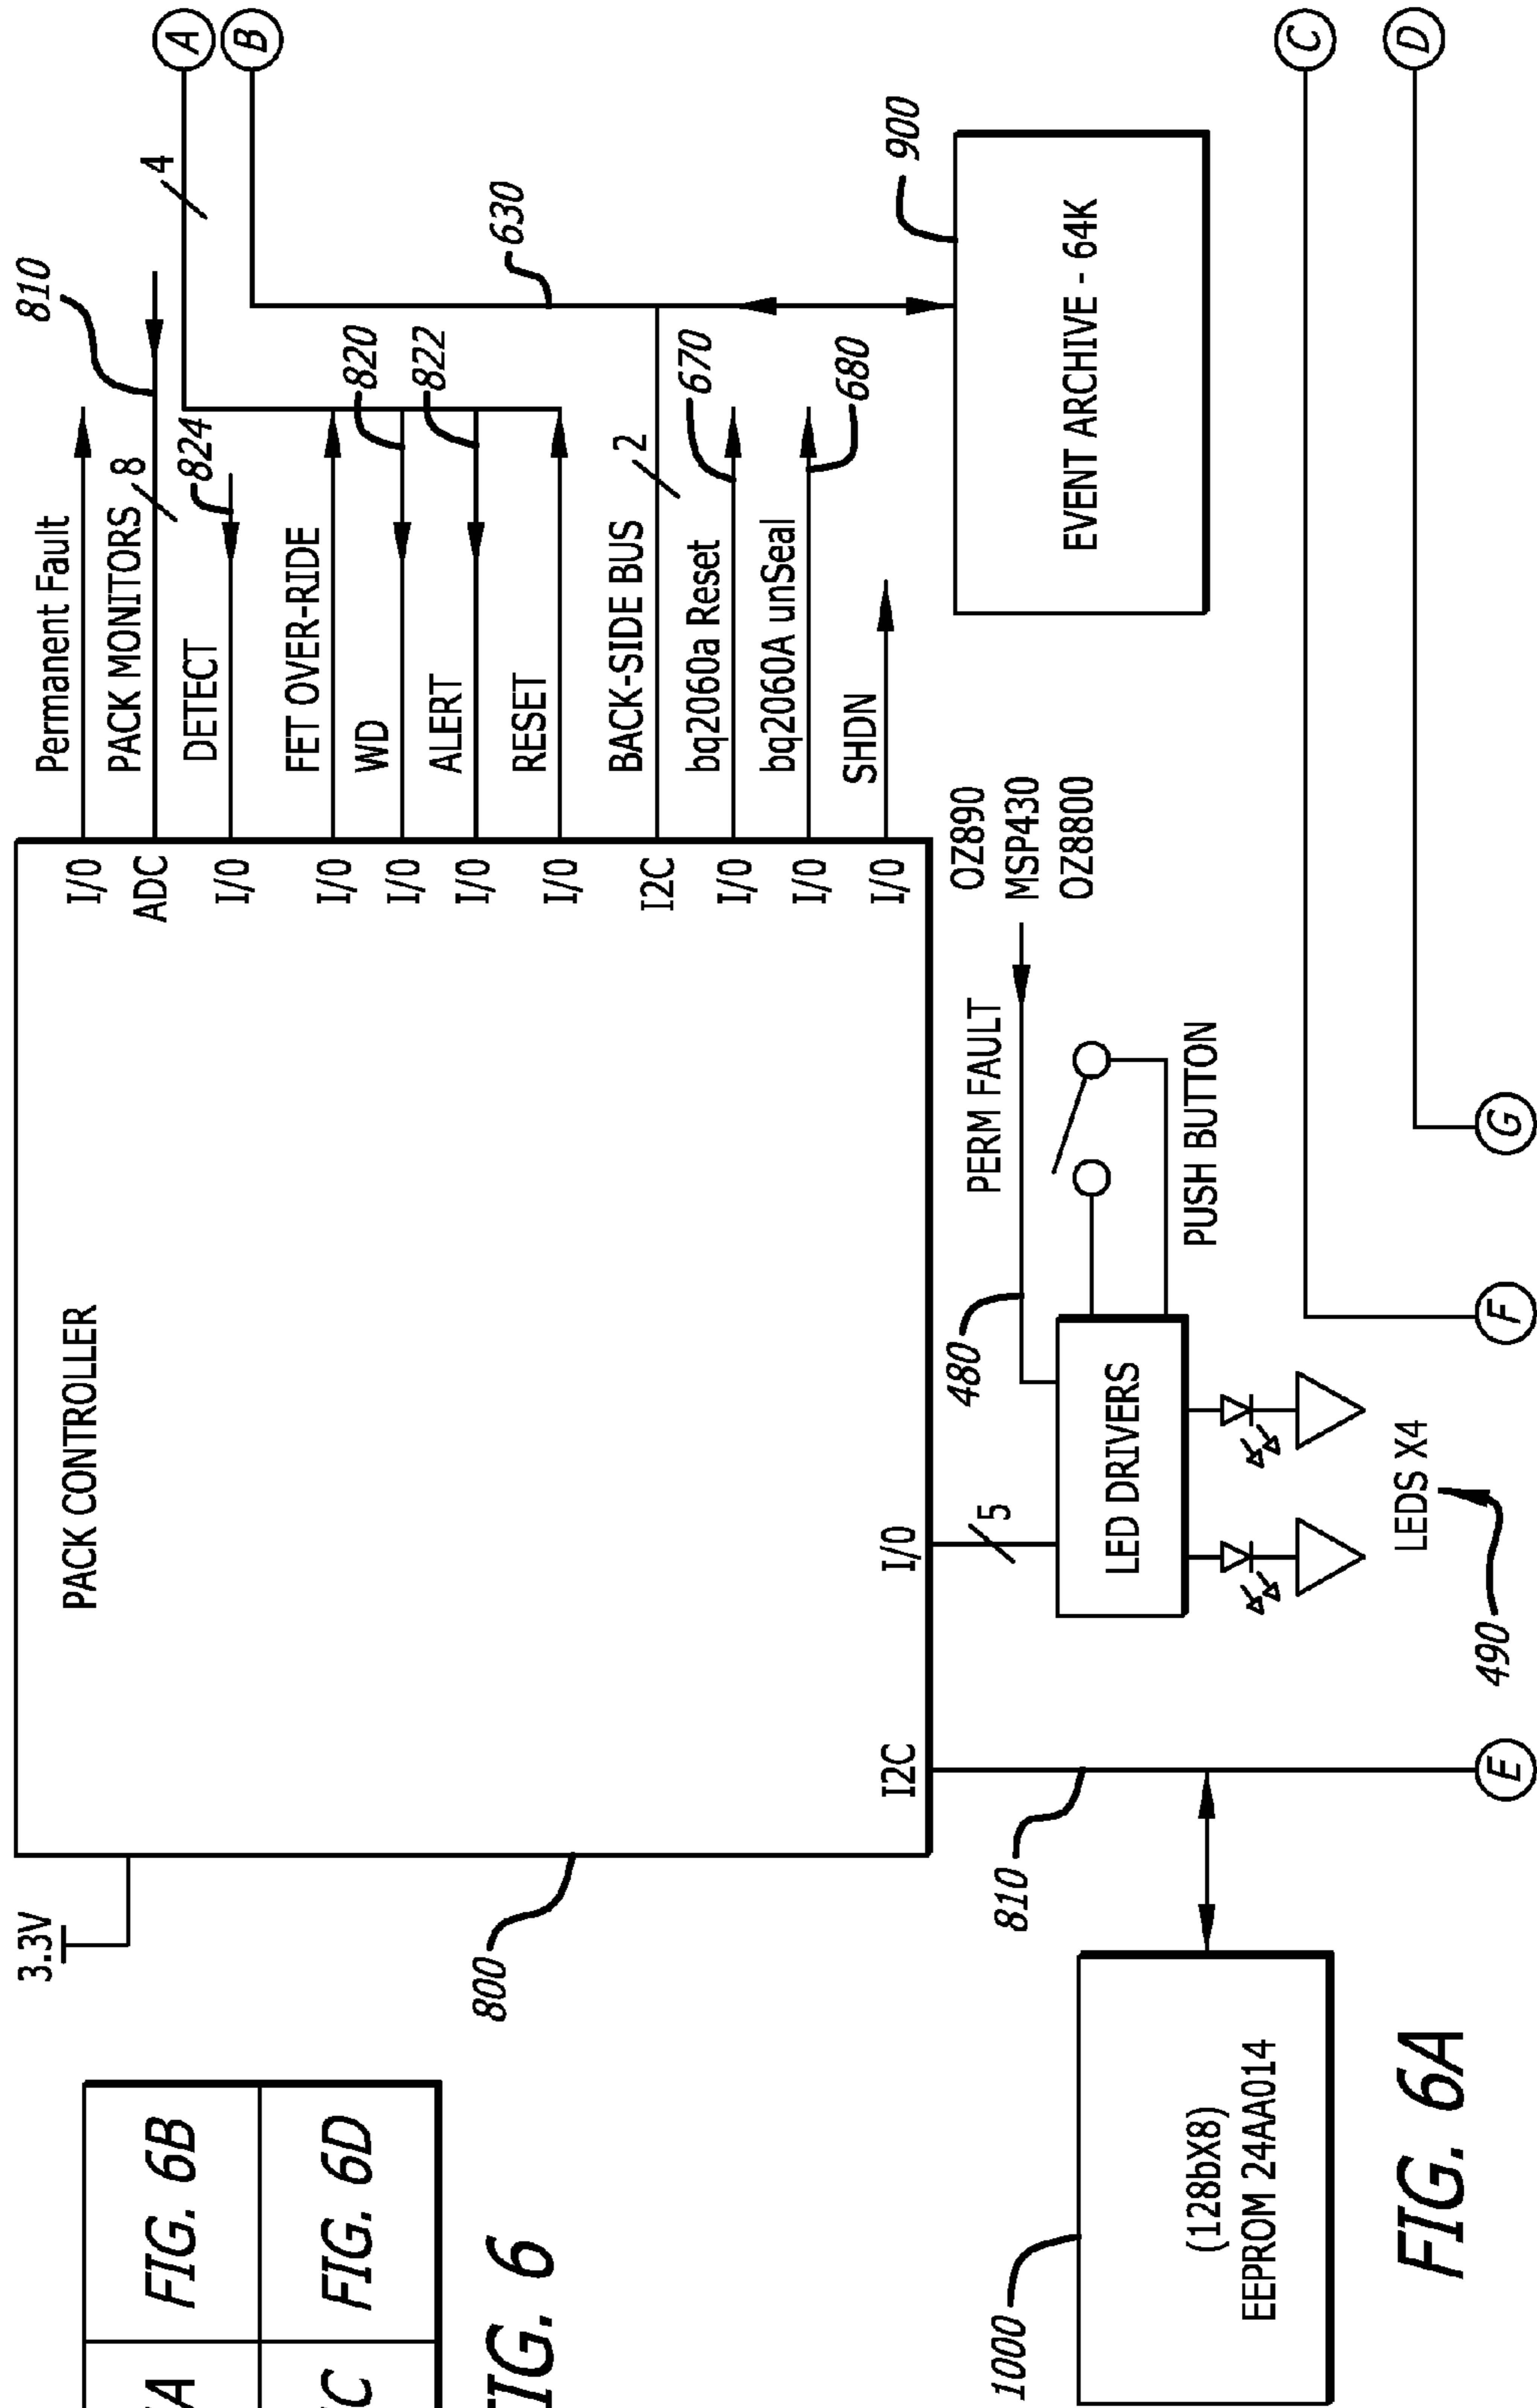 6A
FIG. 6B
6C
FIG. 6D
FIG. 6
3.3V
PACK CONTROLLER
800
I/O
Permanent Fault
ADC
PACK MONITORS
8
810
I/O
DETECT
824
I/O
FET OVER-RIDE
I/O
WD
820
I/O
ALERT
822
I/O
RESET
4
A
B
I2C
BACK-SIDE BUS
2
630
I/O
bq2060a Reset
670
I/O
bq2060A unSeal
680
I/O
SHDN
I2C
I/O
OZ890
MSP430
OZ8800
900
EVENT ARCHIVE - 64K
5
480
PERM FAULT
LED DRIVERS
PUSH BUTTON
LEDS X4
490
810
1000
(128bX8)
EEPROM 24AA014
C
D
E
F
G
FIG. 6A